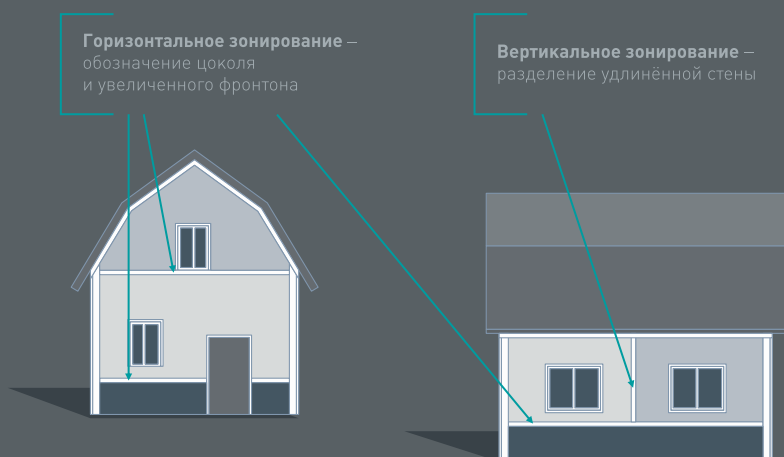 Горизонтальное зонирование –
обозначение цоколя
и увеличенного фронтона
Вертикальное зонирование –
разделение удлинённой стены